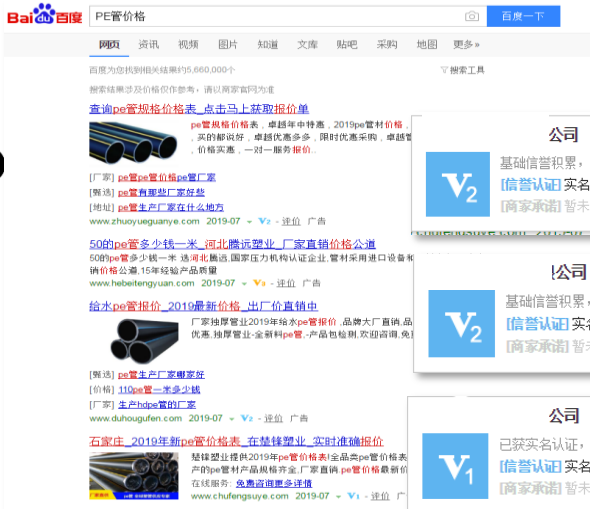 Baidu百度 PE管价格 百度一下
网页 资讯 视频 图片 知道 文库 贴吧 采购 地图 更多»
百度为您找到相关结果约5,660,000个 搜索工具
搜索结果涉及价格仅作参考，请以商家官网为准
查询pe管规格价格表_点击马上获取报价单
pe管规格价格表，卓越年中特惠，2019pe管材价格，
，买的都说好，卓越优惠多多，限时优惠采购，卓越管
，价格实惠，一对一服务报价..
[厂家] pe管pe管价格pe管厂家
[甄选] pe管有那些厂家好些
[地址] pe管生产厂家在什么地方
www.zhuoyueguanye.com 2019-07 V2 - 评价 广告
50的pe管多少钱一米_河北腾远塑业_厂家直销价格公道
50的pe管多少钱一米 选河北腾远,国家压力机构认证企业,管材采用进口设备和
销价格公道,15年经验产品质量
www.hebeitengyuan.com 2019-07 V3 - 评价 广告
给水pe管报价_2019最新价格_出厂价直销中
厂家独厚管业2019年给水pe管报价 ,品牌大厂直销,品
优惠,独厚管业-全新料pe管,-产品包检测,欢迎咨询,免
[甄选] pe管生产厂家哪家好
[价格] 110pe管一米多少钱
[厂家] 生产hdpe管的厂家
www.duhougufen.com 2019-07 V2 - 评价 广告
石家庄_2019年新pe管价格表_在楚锋塑业_实时准确报价
楚锋塑业提供2019年pe管价格表!全品类pe管价格表
产的pe管材产品规格齐全,厂家直销,pe管价格最新价
在线服务: 免费咨询更多详情
www.chufengsuye.com 2019-07 V1 - 评价 广
公司
V2
基础信誉积累，
[信誉认证] 实名
[商家承诺] 暂未
公司
V2
基础信誉积累，
[信誉认证] 实
[商家承诺] 暂
公司
V1
已获实名认证，
[信誉认证] 实名
[商家承诺] 暂未